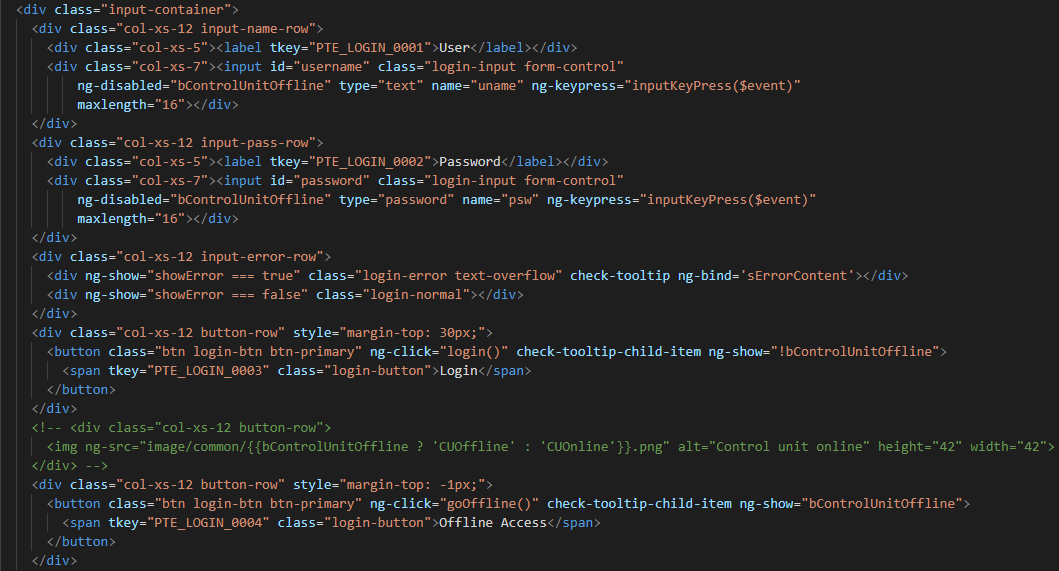 <div class="input-container">
<div class="col-xs-12 input-name-row">
<div class="col-xs-5"><label tkey="PTE_LOGIN_0001">User</label></div>
<div class="col-xs-7"><input id="username" class="login-input form-control"
ng-disabled="bControlUnitOffline" type="text" name="uname" ng-keypress="inputKeyPress($event)"
maxlength="16"></div>
</div>
<div class="col-xs-12 input-pass-row">
<div class="col-xs-5"><label tkey="PTE_LOGIN_0002">Password</label></div>
<div class="col-xs-7"><input id="password" class="login-input form-control"
ng-disabled="bControlUnitOffline" type="password" name="psw" ng-keypress="inputKeyPress($event)"
maxlength="16"></div>
</div>
<div class="col-xs-12 input-error-row">
<div ng-show="showError === true" class="login-error text-overflow" check-tooltip ng-bind='sErrorContent'></div>
<div ng-show="showError === false" class="login-normal"></div>
</div>
<div class="col-xs-12 button-row" style="margin-top: 30px;">
<button class="btn login-btn btn-primary" ng-click="login()" check-tooltip-child-item ng-show="!bControlUnitOffline">
<span tkey="PTE_LOGIN_0003" class="login-button">Login</span>
</button>
</div>
<!-- <div class="col-xs-12 button-row">
<img ng-src="image/common/{{bControlUnitOffline ? 'CUOffline' : 'CUOnline'}}.png" alt="Control unit online" height="42" width="42">
</div> -->
<div class="col-xs-12 button-row" style="margin-top: -1px;">
<button class="btn login-btn btn-primary" ng-click="goOffline()" check-tooltip-child-item ng-show="bControlUnitOffline">
<span tkey="PTE_LOGIN_0004" class="login-button">Offline Access</span>
</button>
</div>